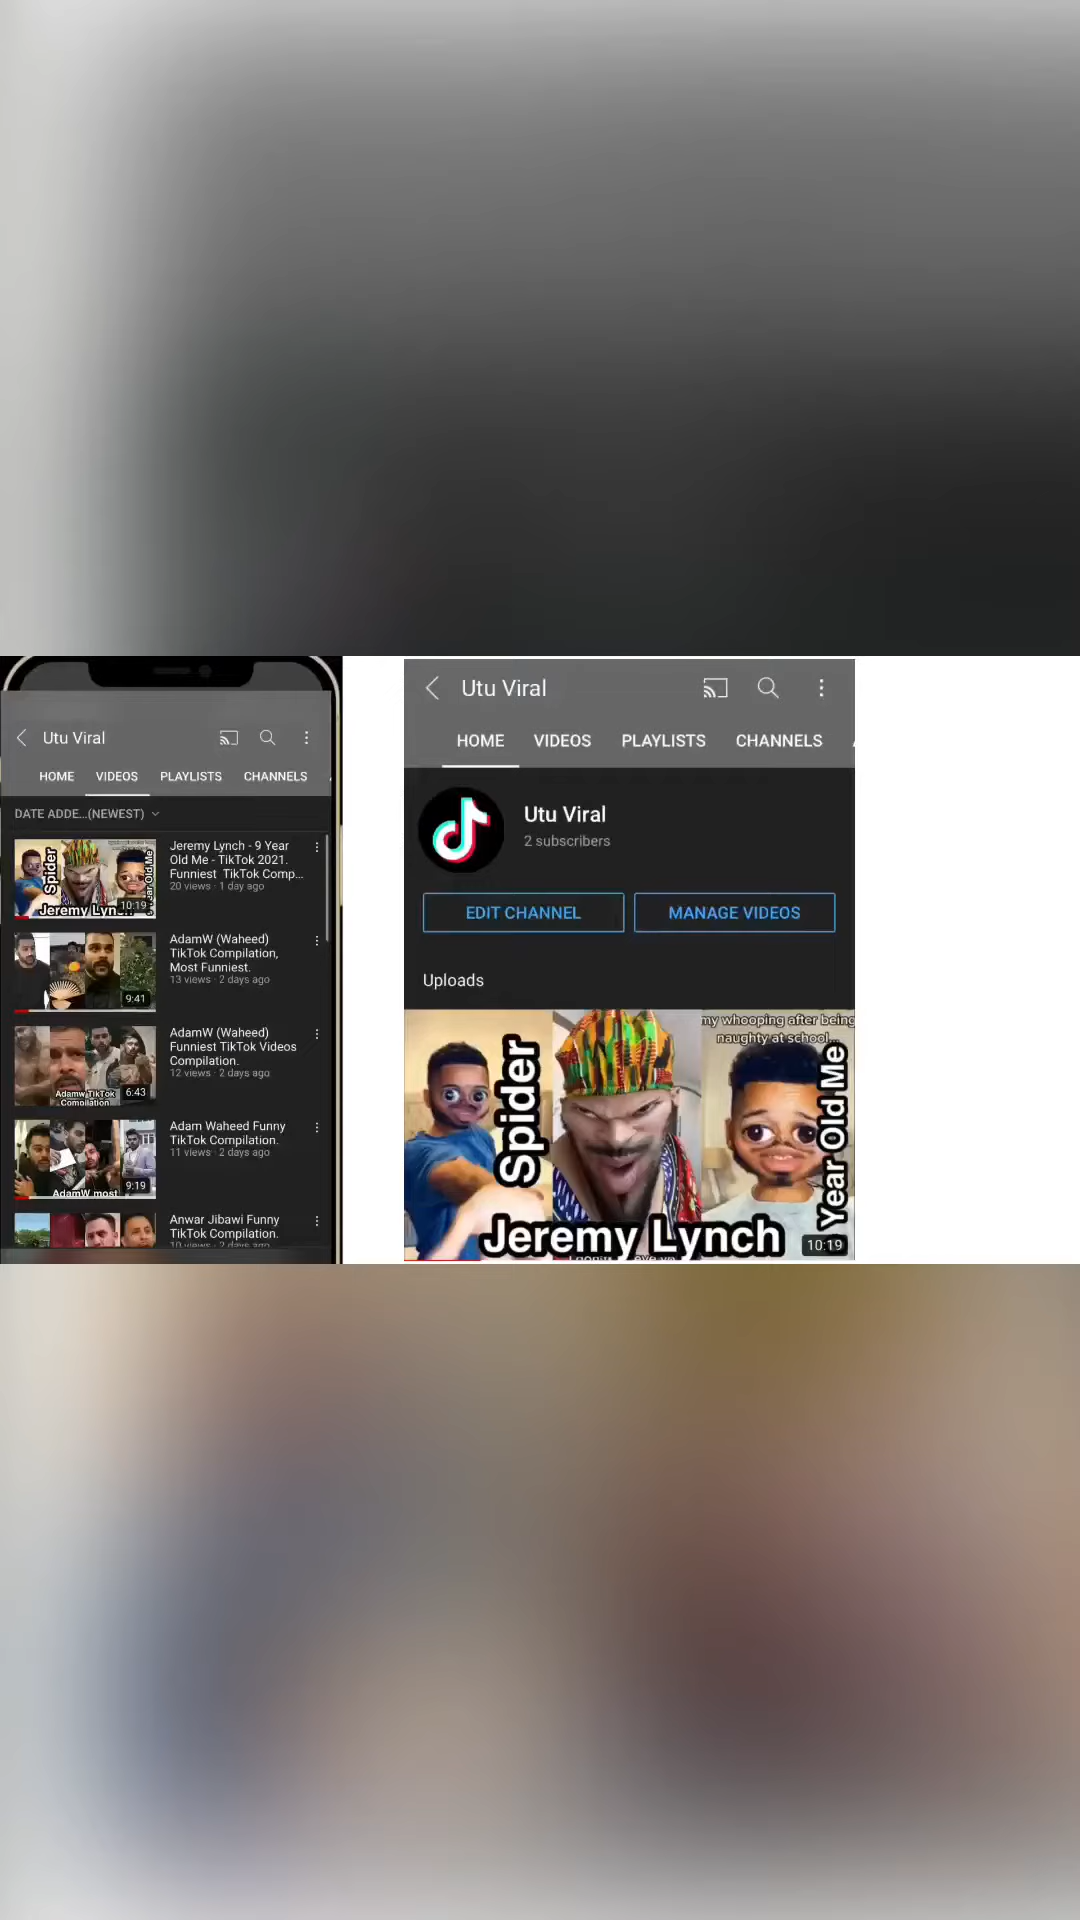 Utu Viral
HOME VIDEOS PLAYLISTS CHANNELS
DATE ADDE...(NEWEST)
Spider
Jeremy Lyn
10:19
Jeremy Lynch - 9 Year
Old Me - TikTok 2021.
Funniest TikTok Comp...
20 views · 1 day ago
9:41
AdamW (Waheed)
TikTok Compilation,
Most Funniest.
13 views · 2 days ago
Adamw TikTok
Compilation
6:43
AdamW (Waheed)
Funniest TikTok Videos
Compilation.
12 views · 2 days ago
AdamW most
9:19
Adam Waheed Funny
TikTok Compilation.
11 views · 2 days ago
Anwar Jibawi Funny
TikTok Compilation.
10 views · 2 days ago
Utu Viral
HOME VIDEOS PLAYLISTS CHANNELS
Utu Viral
2 subscribers
EDIT CHANNEL MANAGE VIDEOS
Uploads
my whooping after being
naughty at school...
Spider
Year Old Me
Jeremy Lynch
10:19